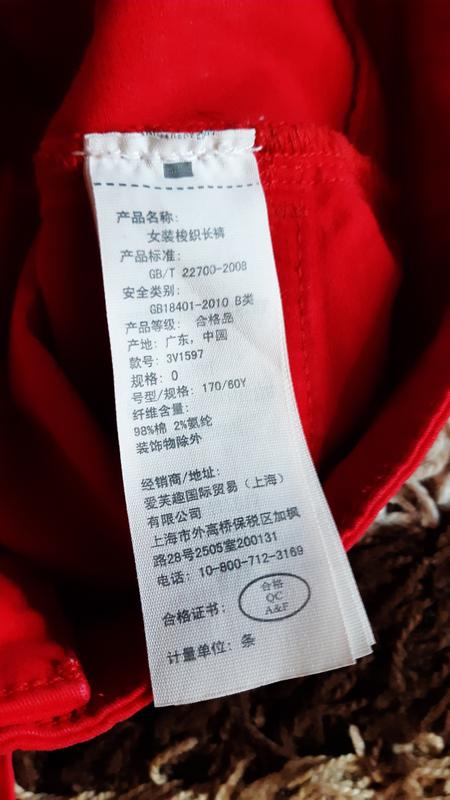 产品名称:
女装梭织长裤
产品标准:
GB/T 22700-2008
安全类别:
GB18401-2010 B类
产品等级: 合格品
产地: 广东, 中国
款号: 3V1597
规格: 0
号型/规格: 170/60Y
纤维含量:
98%棉 2%氨纶
装饰物除外
经销商/地址:
爱芙趣国际贸易（上海）
有限公司
上海市外高桥保税区加枫
路28号2505室200131
电话: 10-800-712-3169
合格证书:
合格
QC
A&F
计量单位: 条